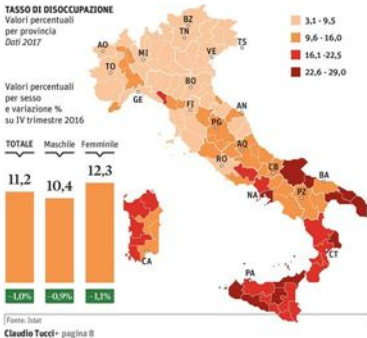 TASSO DI DISOCCUPAZIONE
Valori percentuali
per provincia
Dati 2017
3,1 - 9,5
9,6 - 16,0
16,1 -22,5
22,6 - 29,0
BZ
TN
TS
AO
MI
VE
TO
BO
GE
FI
AN
PG
AQ
RO
CB
BA
NA
PZ
CA
CT
PA
Valori percentuali
per sesso
e variazione %
su IV trimestre 2016
TOTALE Maschile Femminile
11,2 10,4 12,3
–1,0% –0,9% –1,1%
Fonte: Istat
Claudio Tucci▸ pagina 8